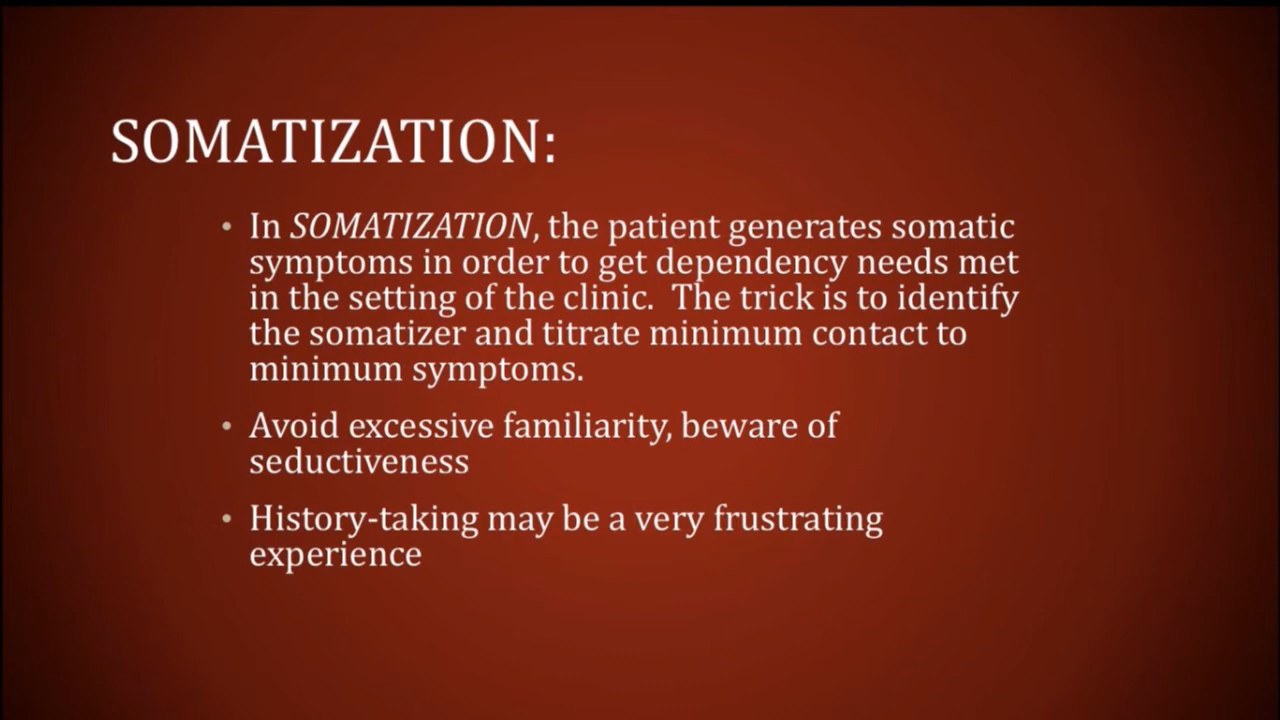 SOMATIZATION:
• In SOMATIZATION, the patient generates somatic
symptoms in order to get dependency needs met
in the setting of the clinic.  The trick is to identify
the somatizer and titrate minimum contact to
minimum symptoms.
• Avoid excessive familiarity, beware of
seductiveness
• History-taking may be a very frustrating
experience